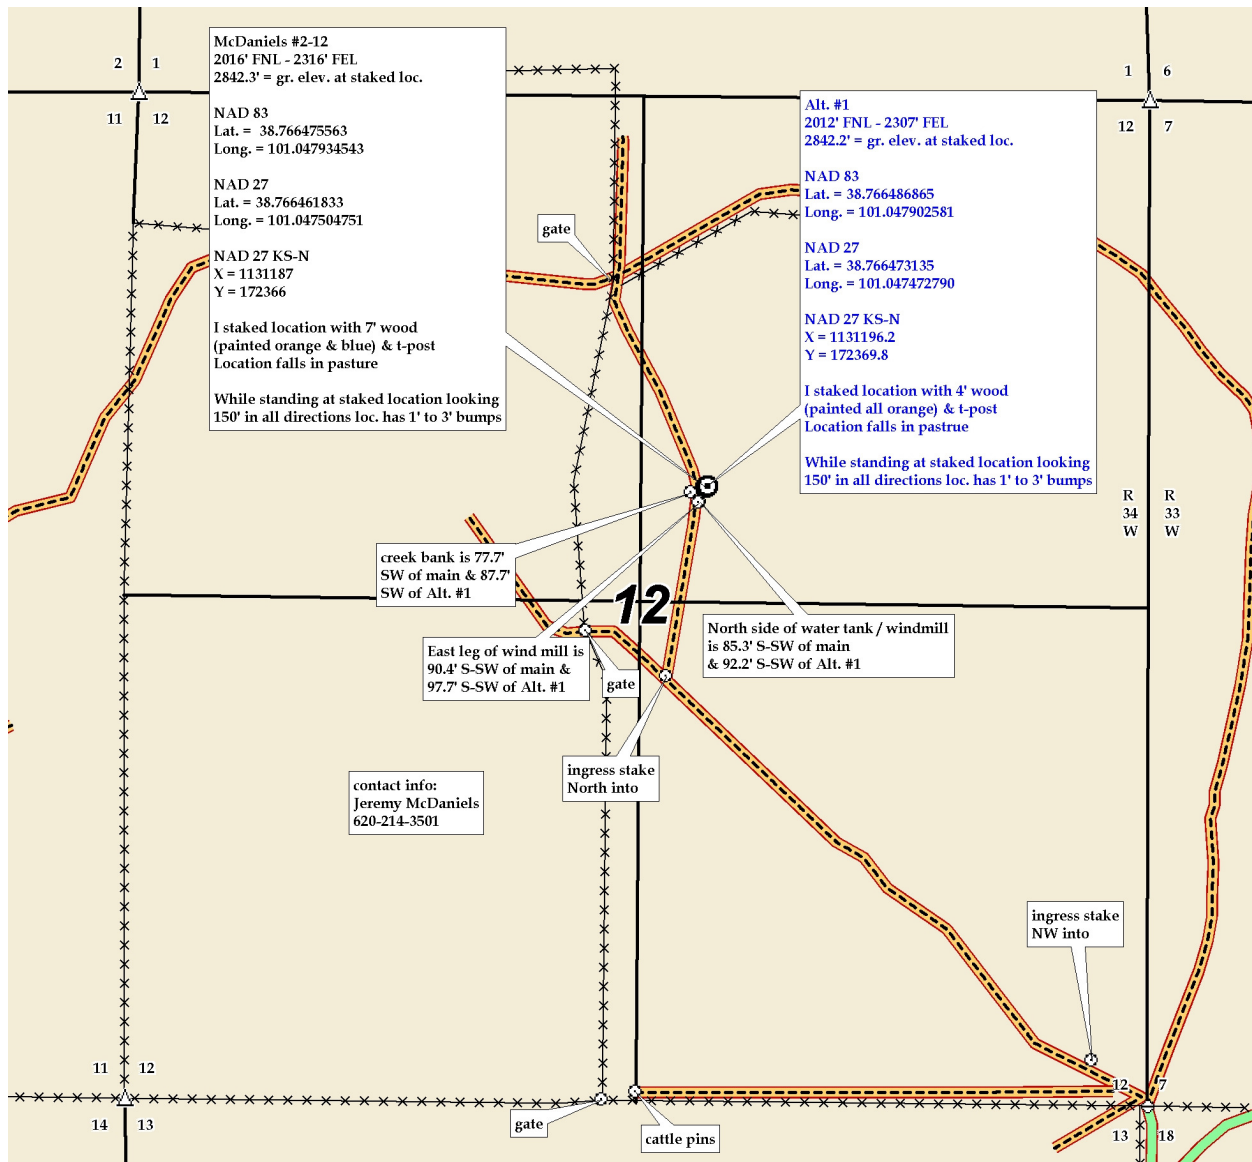 McDaniels #2-12
2016' FNL - 2316' FEL
2842.3' = gr. elev. at staked loc.
NAD 83
Lat. = 38.766475563
Long. = 101.047934543
NAD 27
Lat. = 38.766461833
Long. = 101.047504751
NAD 27 KS-N
X = 1131187
Y = 172366
I staked location with 7' wood
(painted orange & blue) & t-post
Location falls in pasture
While standing at staked location looking
150' in all directions loc. has 1' to 3' bumps
Alt. #1
2012' FNL - 2307' FEL
2842.2' = gr. elev. at staked loc.
NAD 83
Lat. = 38.766486865
Long. = 101.047902581
NAD 27
Lat. = 38.766473135
Long. = 101.047472790
NAD 27 KS-N
X = 1131196.2
Y = 172369.8
I staked location with 4' wood
(painted all orange) & t-post
Location falls in pastrue
While standing at staked location looking
150' in all directions loc. has 1' to 3' bumps
2 1
11 12
1 6
12 7
gate
R R
34 33
W W
creek bank is 77.7'
SW of main & 87.7'
SW of Alt. #1
12
East leg of wind mill is
90.4' S-SW of main &
97.7' S-SW of Alt. #1
North side of water tank / windmill
is 85.3' S-SW of main
& 92.2' S-SW of Alt. #1
gate
ingress stake
North into
contact info:
Jeremy McDaniels
620-214-3501
ingress stake
NW into
11 12
14 13
12 7
13 18
gate
cattle pins